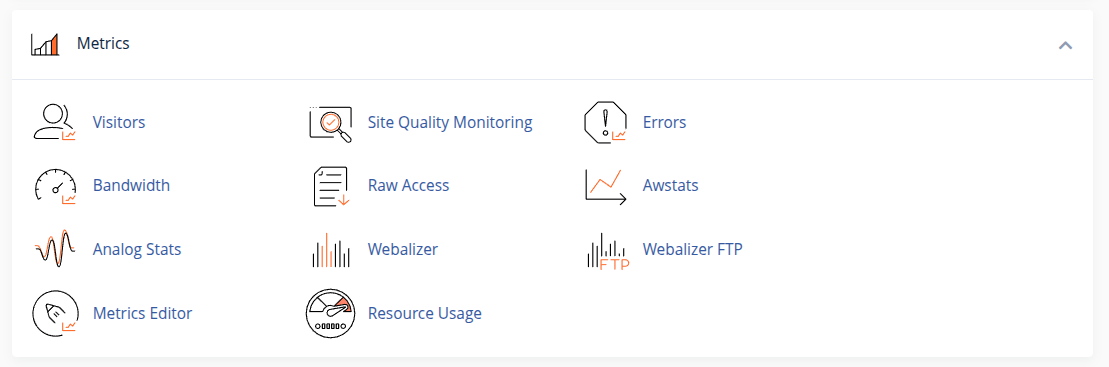 Metrics
Visitors
Site Quality Monitoring
Errors
Bandwidth
Raw Access
Awstats
Analog Stats
Webalizer
FTP
Webalizer FTP
Metrics Editor
Resource Usage